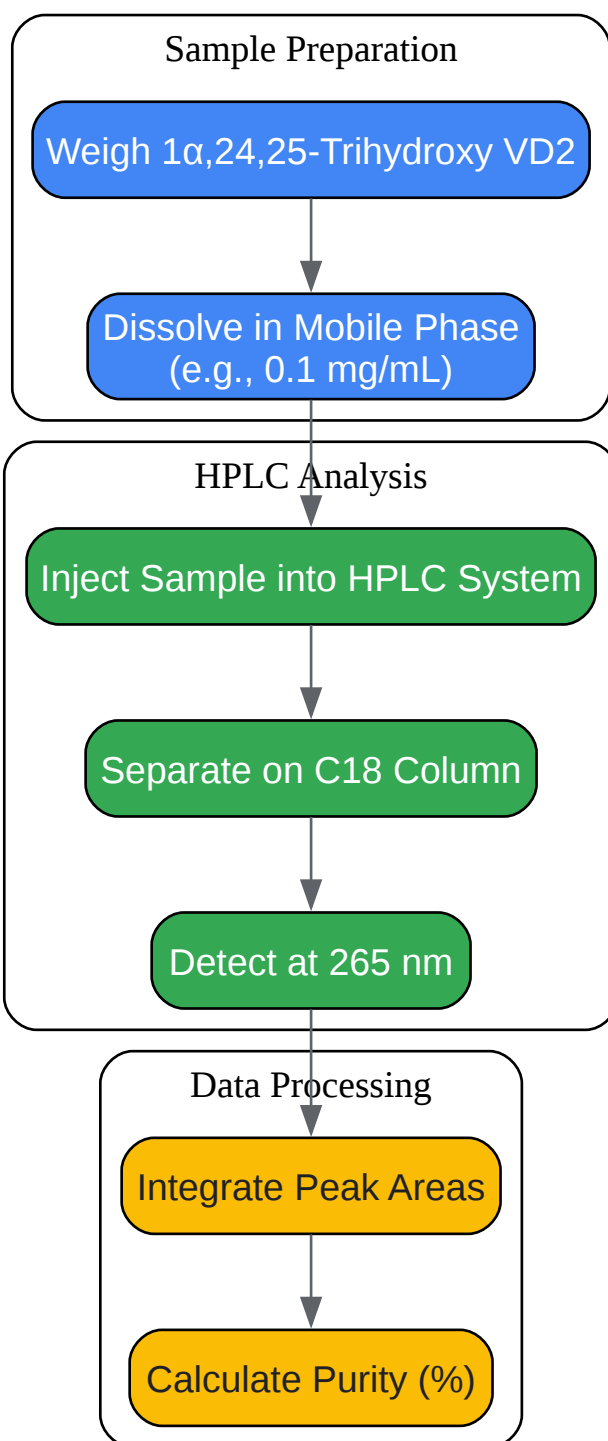 Sample Preparation
Weigh 1α,24,25-Trihydroxy VD2
Dissolve in Mobile Phase
(e.g., 0.1 mg/mL)
HPLC Analysis
Inject Sample into HPLC System
Separate on C18 Column
Detect at 265 nm
Data Processing
Integrate Peak Areas
Calculate Purity (%)